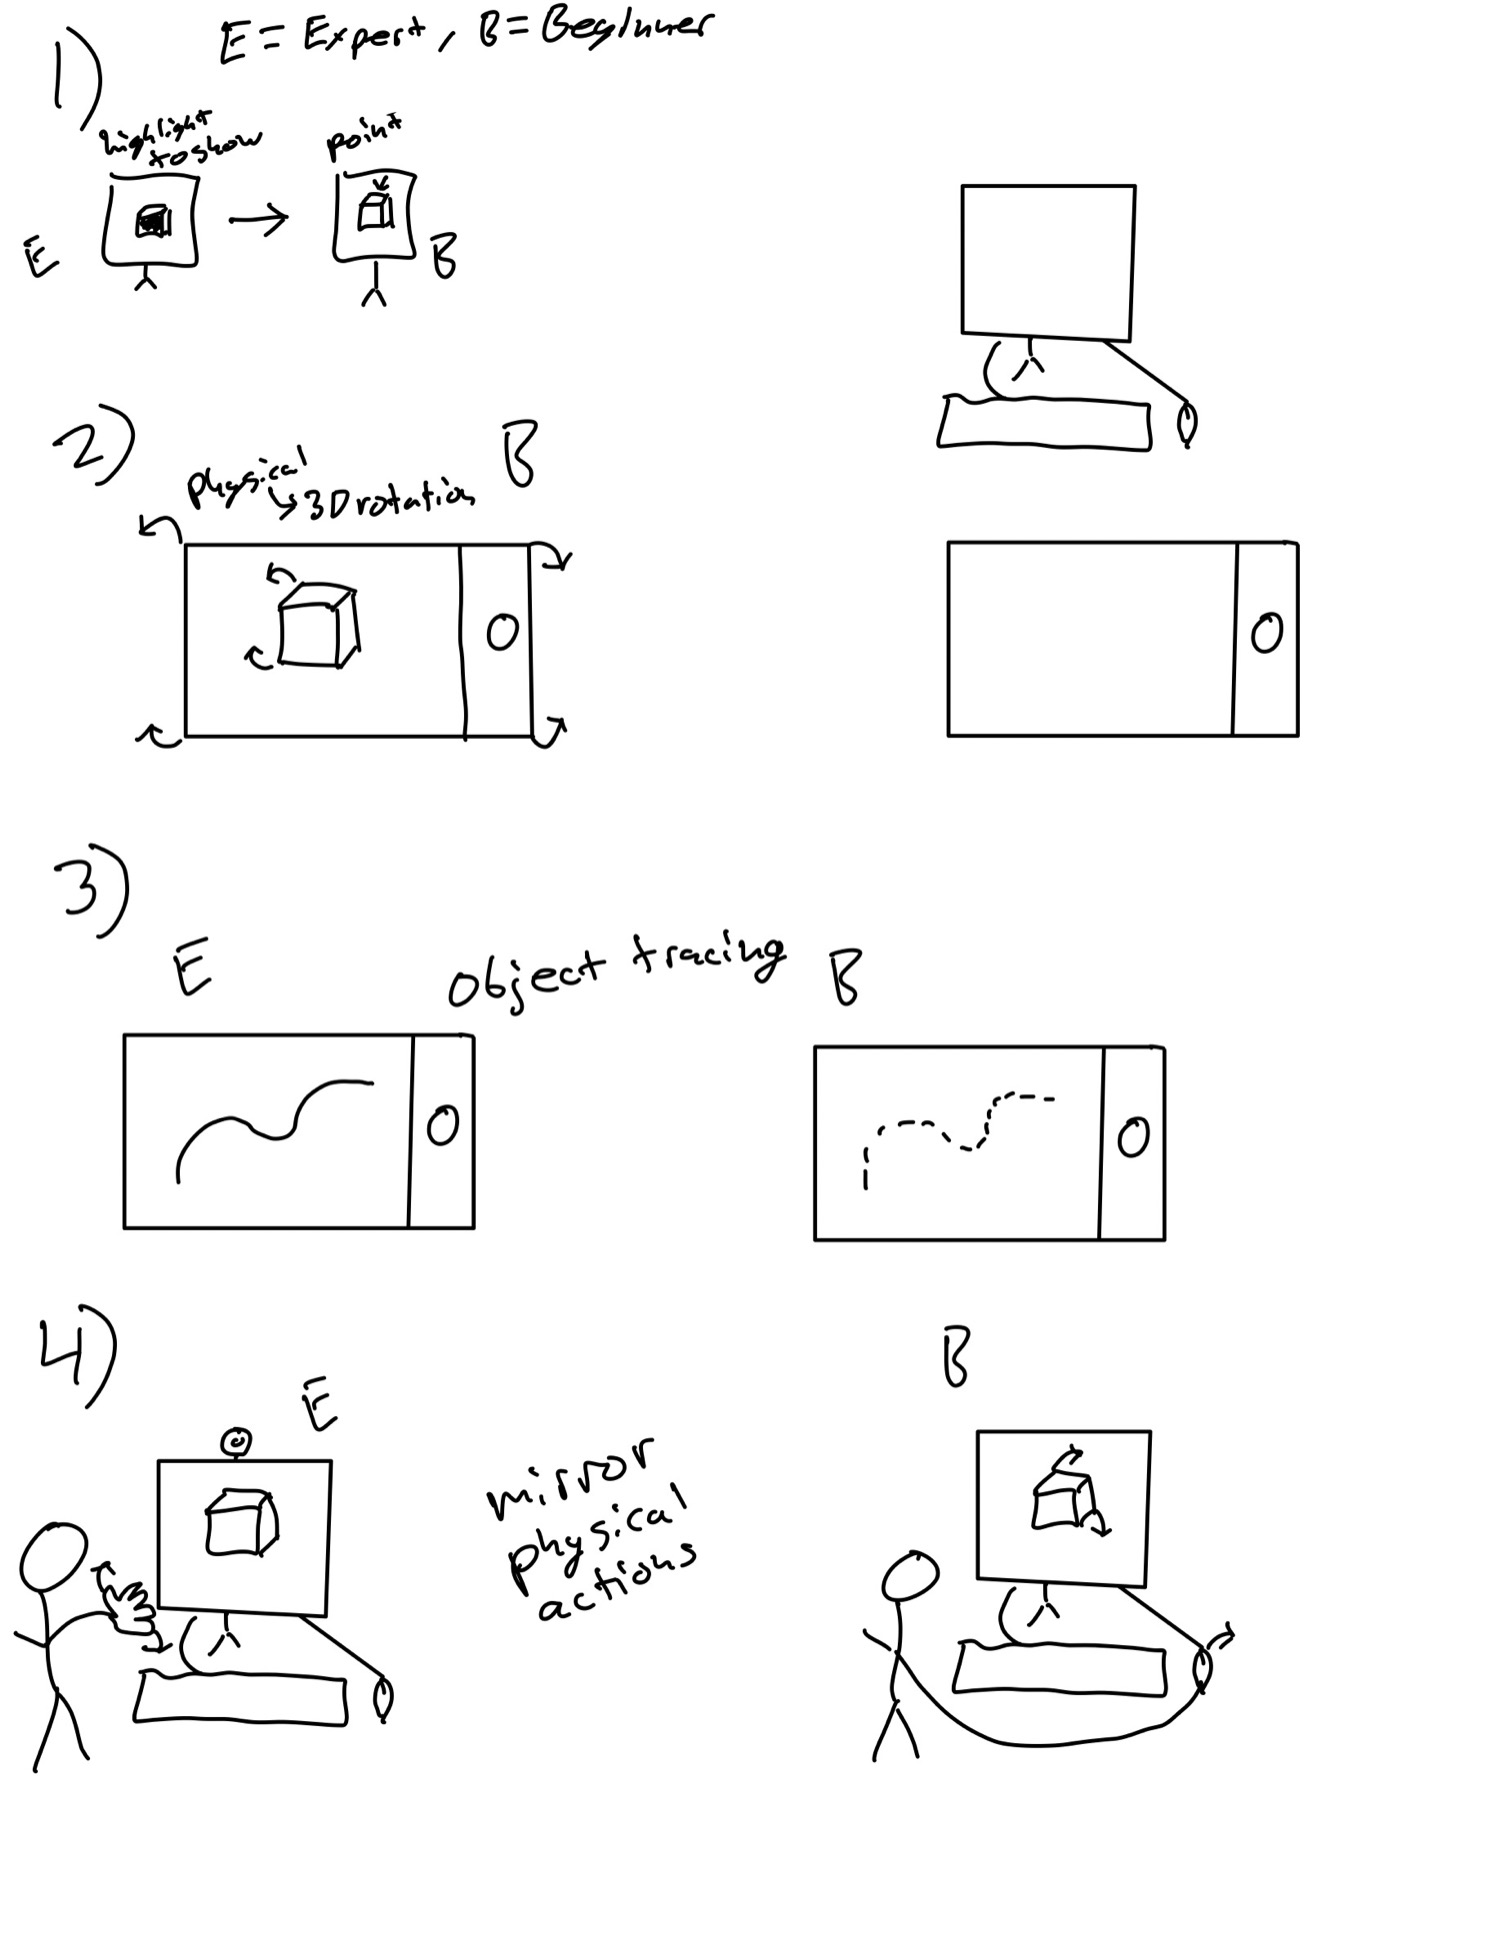 E = Expert, B = Beginner
1)
highlight
to show
point
E
B
2)
B
physical
3D rotation
3)
E
object tracing
B
4)
E
B
mirror
physical
actions